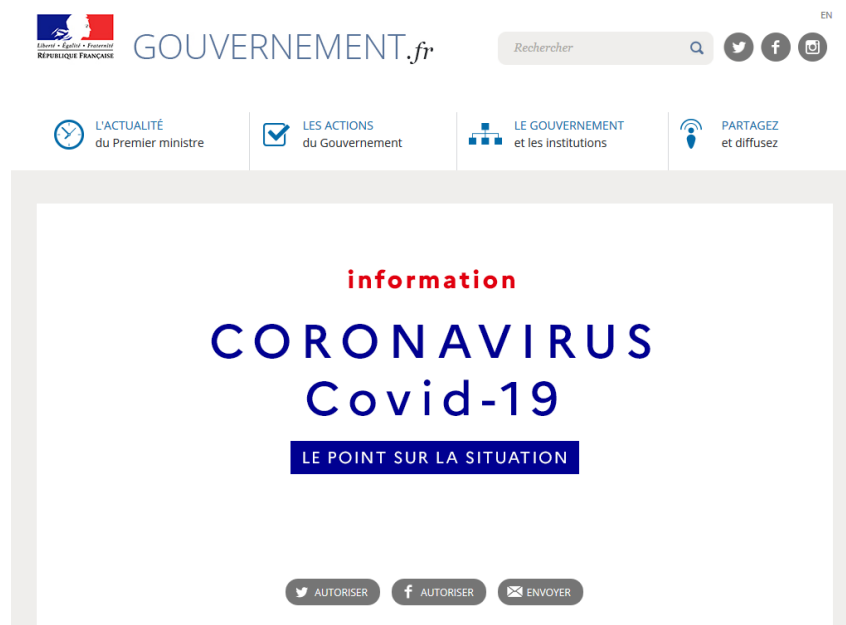 EN
Liberté • Égalité • Fraternité
RÉPUBLIQUE FRANÇAISE
GOUVERNEMENT.fr
Rechercher
L'ACTUALITÉ
du Premier ministre
LES ACTIONS
du Gouvernement
LE GOUVERNEMENT
et les institutions
PARTAGEZ
et diffusez
information
CORONAVIRUS
Covid-19
LE POINT SUR LA SITUATION
AUTORISER
AUTORISER
ENVOYER